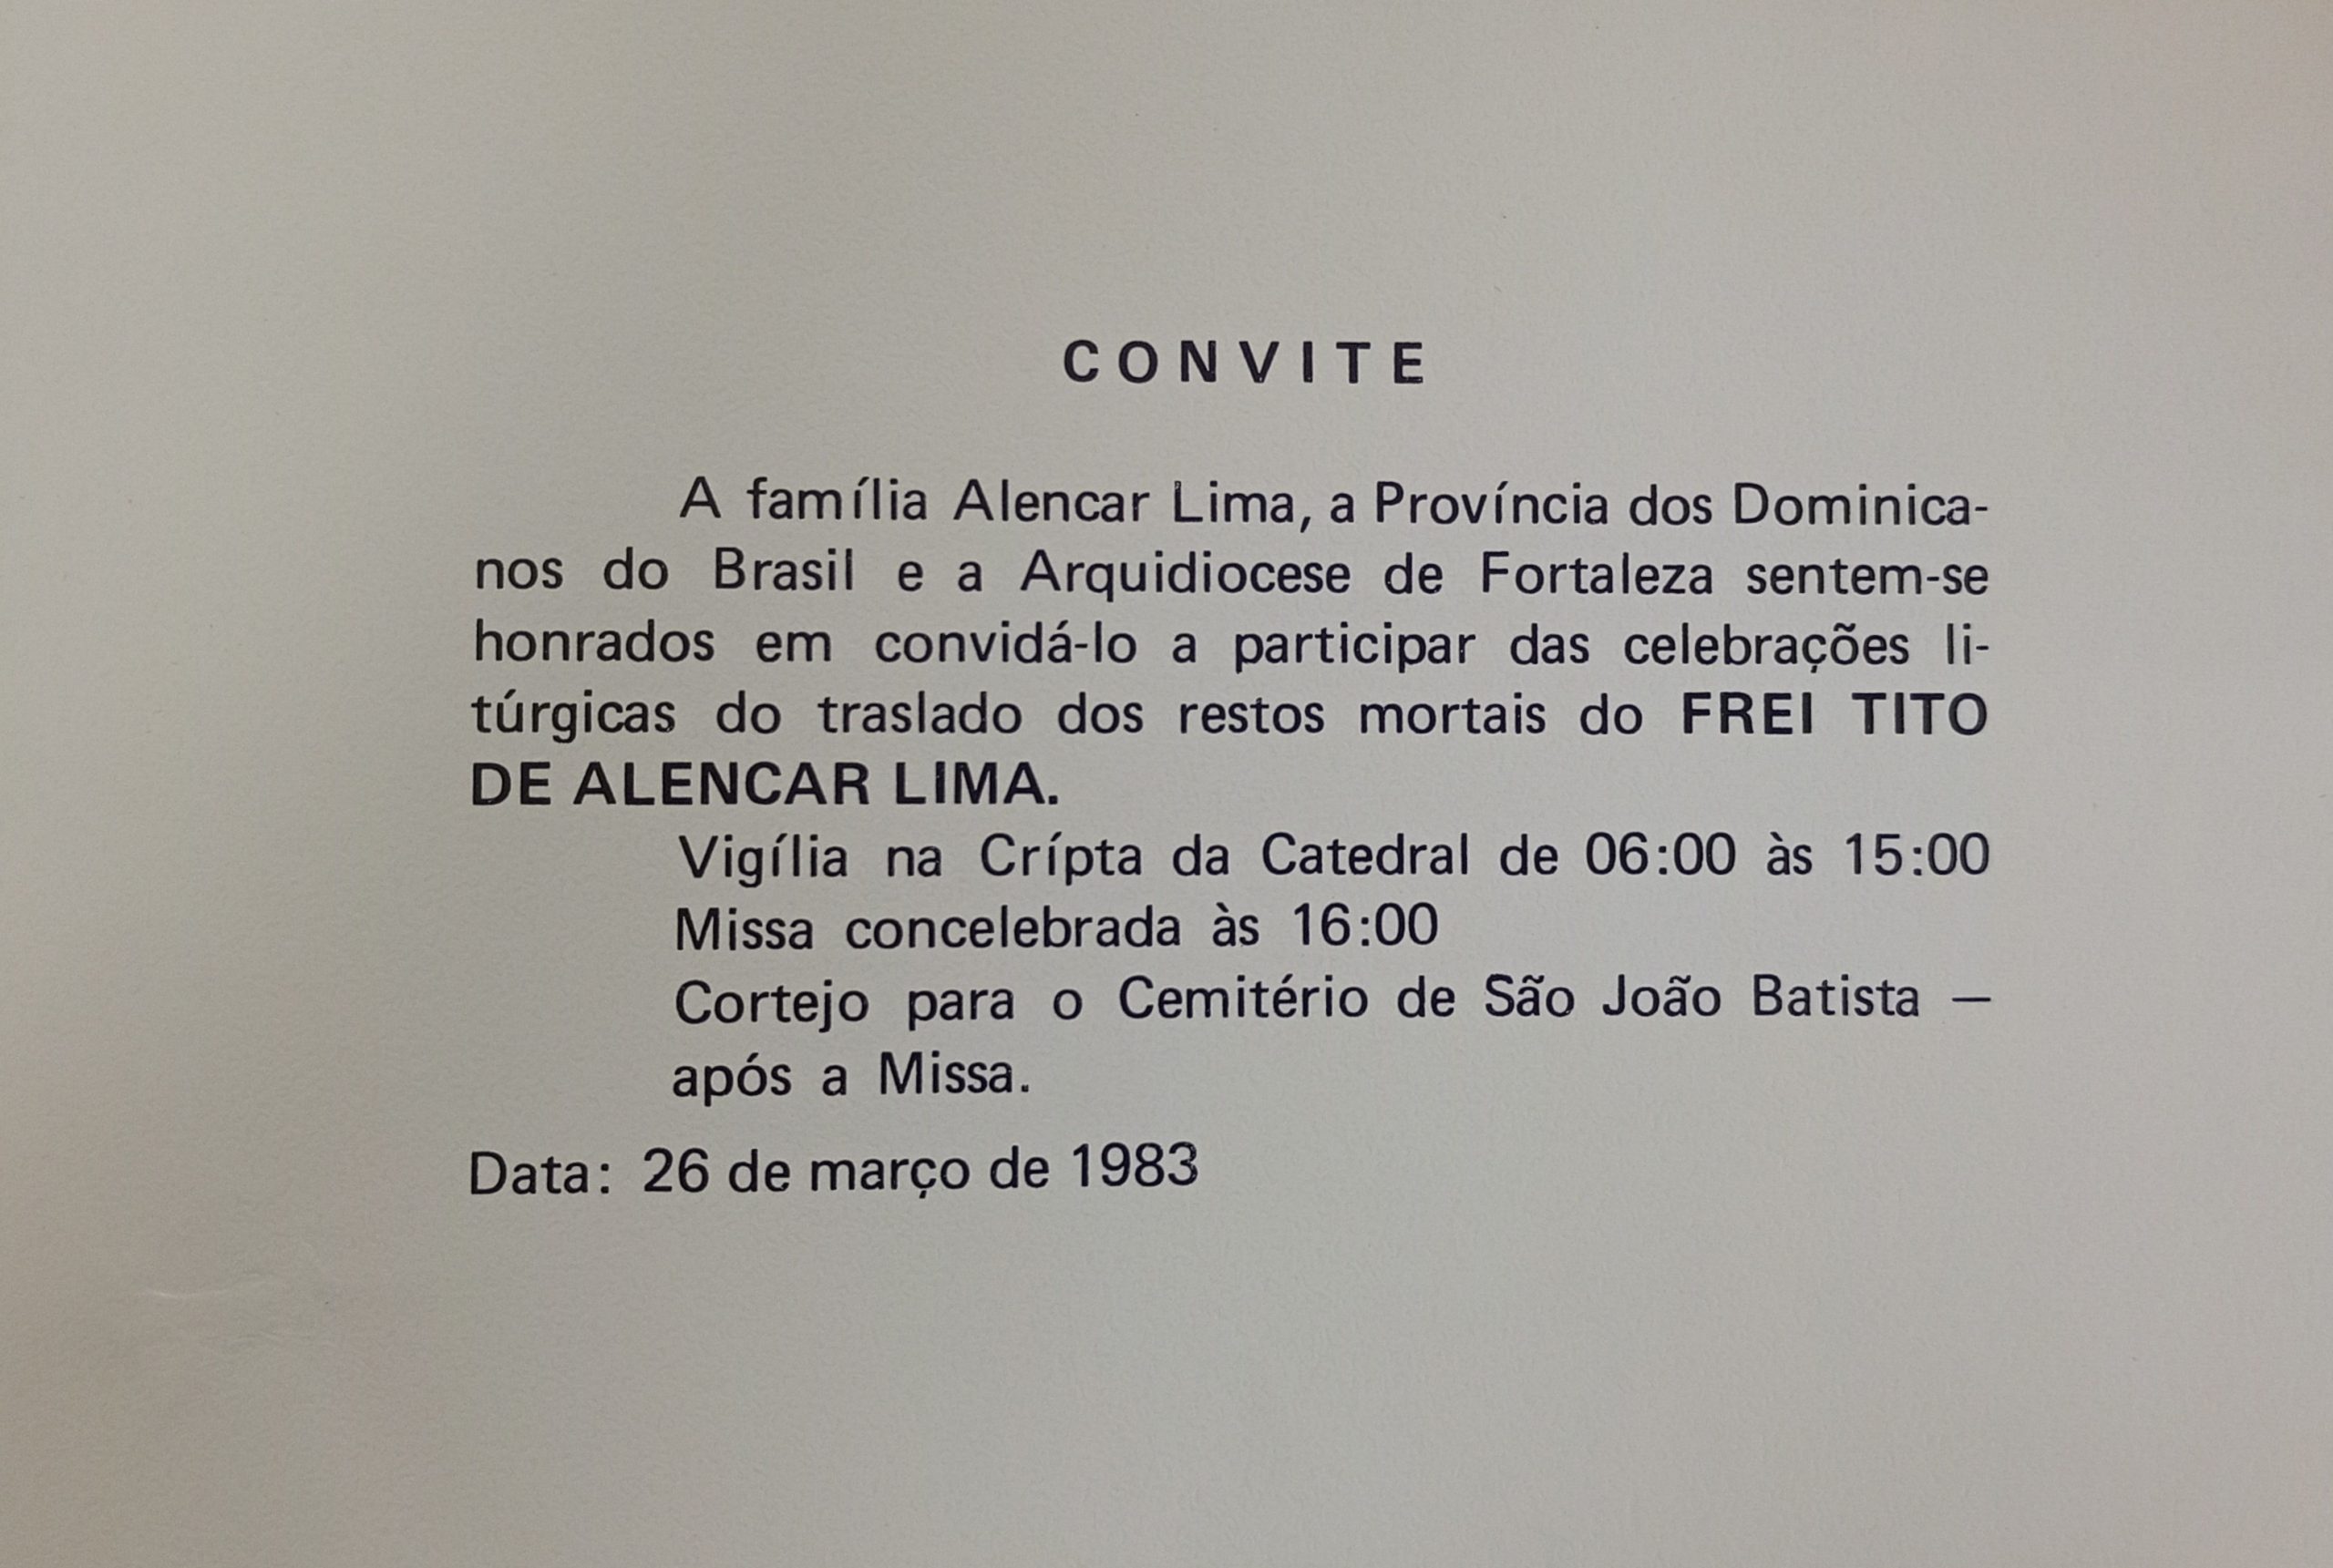 CONVITE
A família Alencar Lima, a Província dos Dominica-
nos do Brasil e a Arquidiocese de Fortaleza sentem-se
honrados em convidá-lo a participar das celebrações li-
túrgicas do traslado dos restos mortais do FREI TITO
DE ALENCAR LIMA.
Vigília na Crípta da Catedral de 06:00 às 15:00
Missa concelebrada às 16:00
Cortejo para o Cemitério de São João Batista —
após a Missa.
Data: 26 de março de 1983